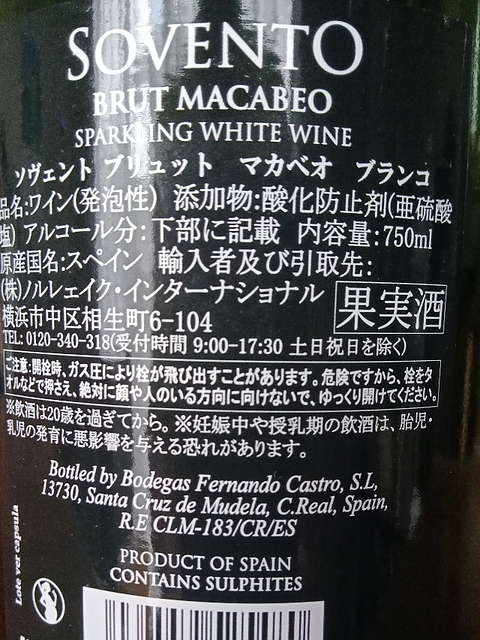 SOVENTO
BRUT MACABEO
SPARKLING WHITE WINE
ソヴェント ブリュット マカベオ ブランコ
品名:ワイン(発泡性) 添加物:酸化防止剤(亜硫酸
塩) アルコール分:下部に記載 内容量:750ml
原産国名:スペイン 輸入者及び引取先:
(株)ノルレェイク・インターナショナル
果実酒
横浜市中区相生町6-104
TEL: 0120-340-318(受付時間 9:00-17:30 土日祝日を除く)
ご注意:開栓時、ガス圧により栓が飛び出すことがあります。危険ですから、栓をタ
オルなどで押さえ、絶対に顔や人のいる方向に向けないで、ゆっくり開けてください。
※飲酒は20歳を過ぎてから。※妊娠中や授乳期の飲酒は、胎児・
乳児の発育に悪影響を与える恐れがあります。
Bottled by Bodegas Fernando Castro, S.L,
13730, Santa Cruz de Mudela, C.Real, Spain,
R.E CLM-183/CR/ES
PRODUCT OF SPAIN
CONTAINS SULPHITES
Lote ver capsula